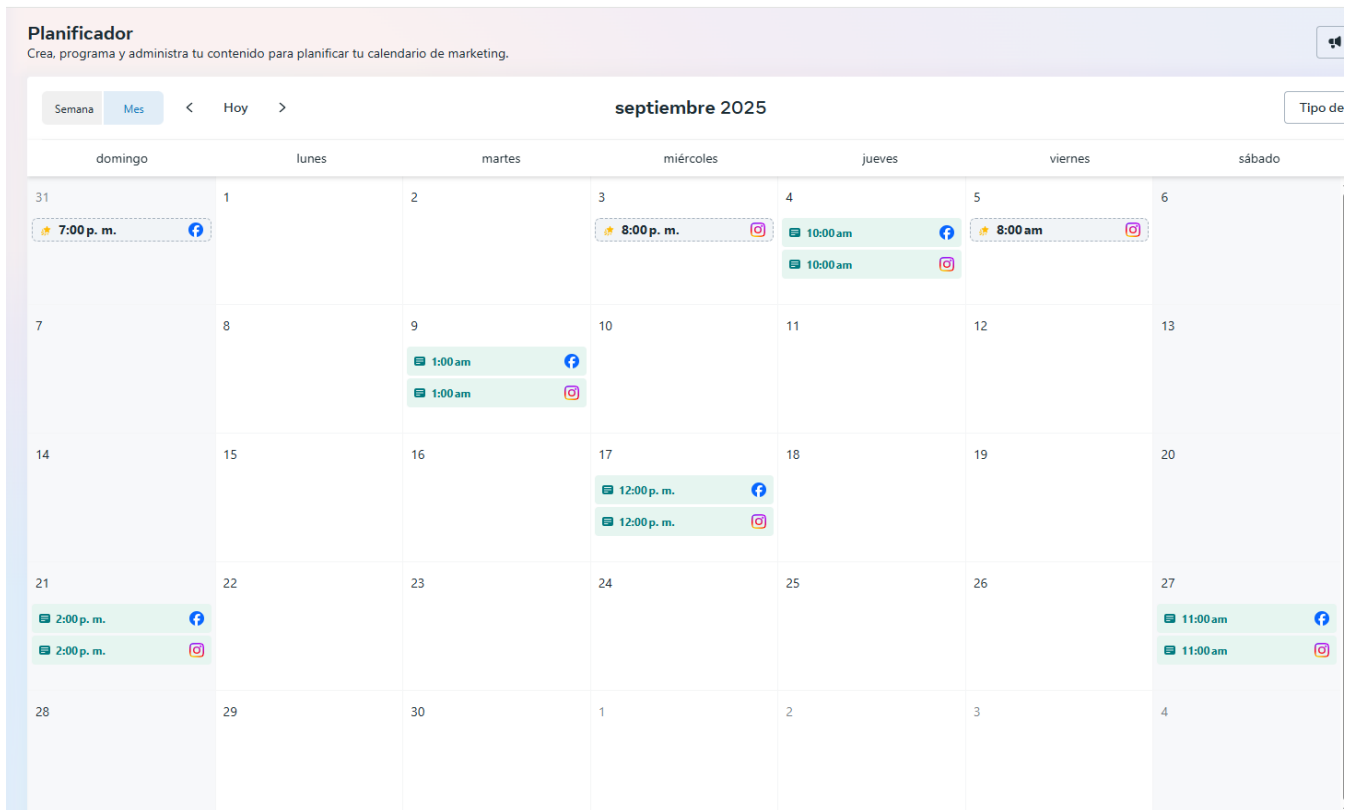 Planificador
Crea, programa y administra tu contenido para planificar tu calendario de marketing.
Semana Mes Hoy septiembre 2025 Tipo de
domingo lunes martes miércoles jueves viernes sábado
31 1 2 3 4 5 6
7:00 p. m. 8:00 p. m. 10:00 am 8:00 am
10:00 am
7 8 9 10 11 12 13
1:00 am
1:00 am
14 15 16 17 18 19 20
12:00 p. m.
12:00 p. m.
21 22 23 24 25 26 27
2:00 p. m. 11:00 am
2:00 p. m. 11:00 am
28 29 30 1 2 3 4